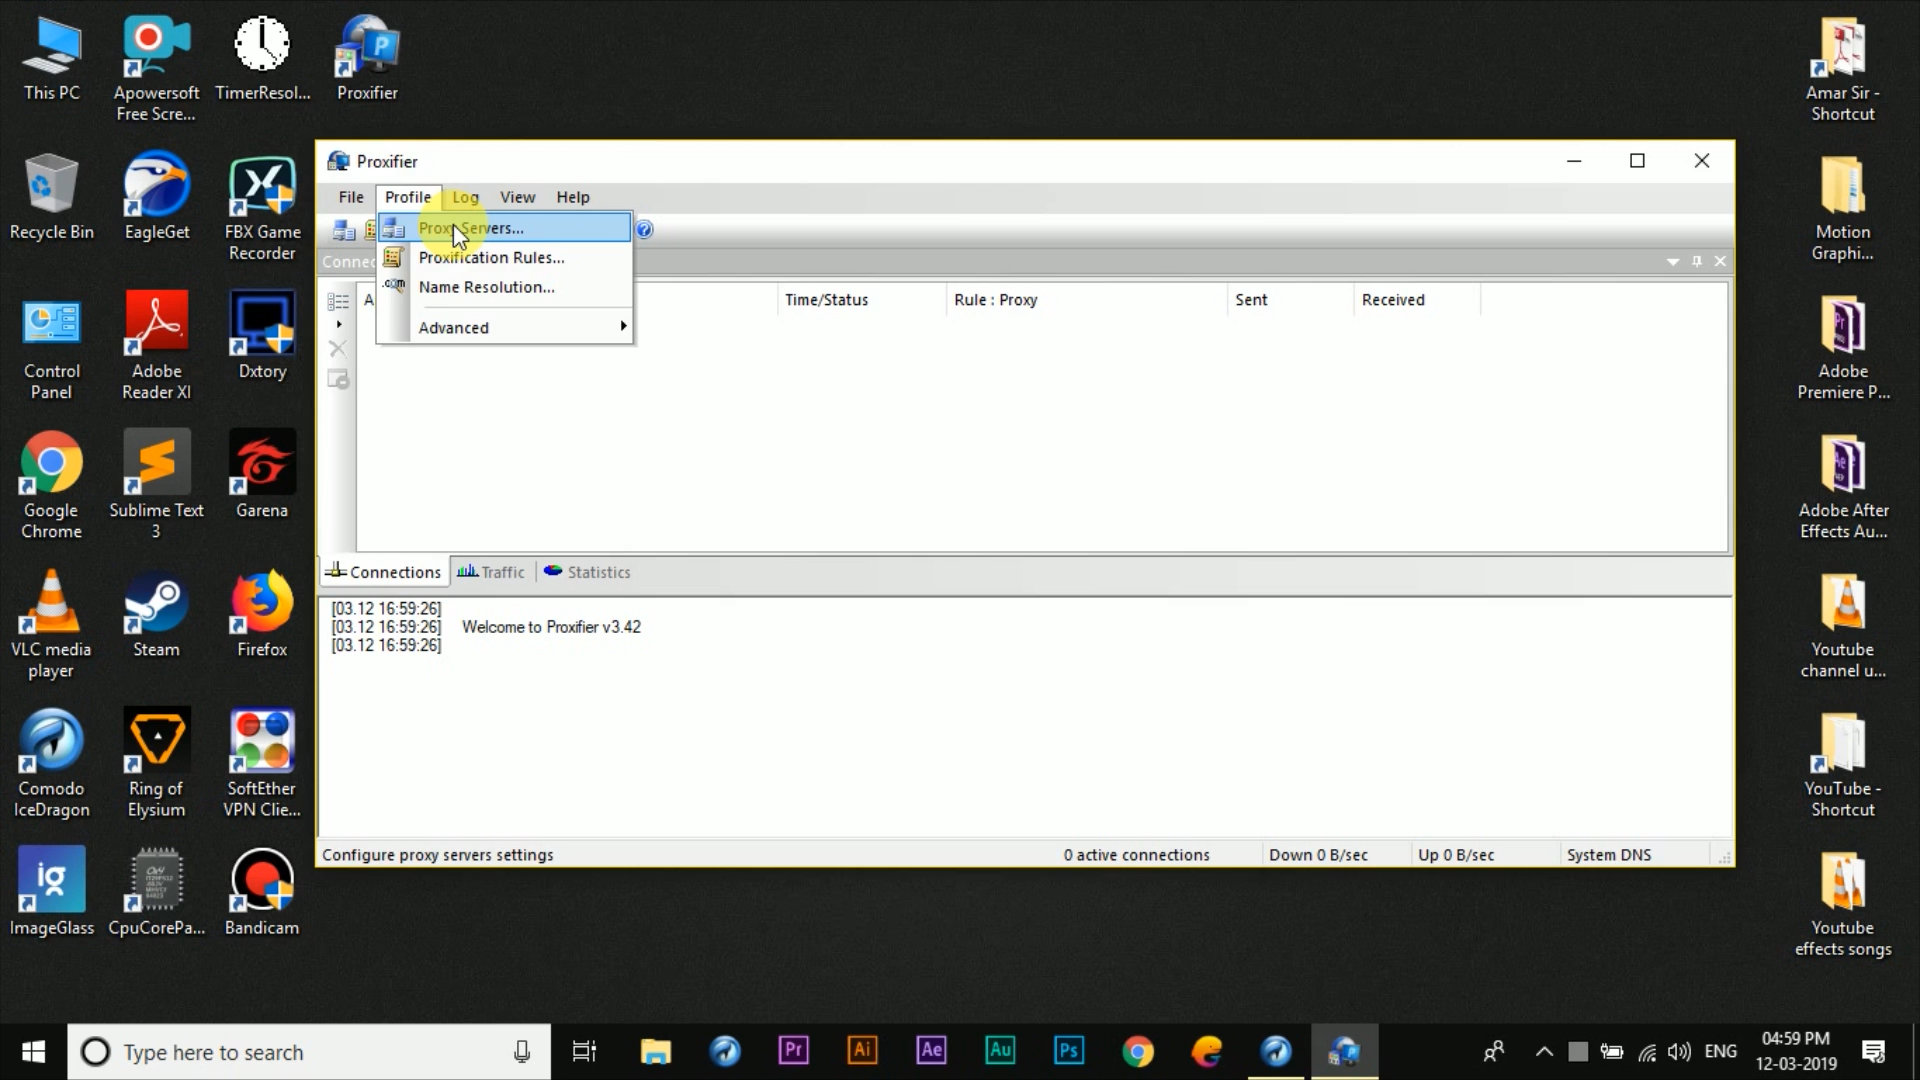 This PC
Apowersoft
Free Scre...
TimerResol...
Proxifier
Recycle Bin
EagleGet
FBX Game
Recorder
Control
Panel
Adobe
Reader XI
Dxtory
Google
Chrome
Sublime Text
3
Garena
VLC media
player
Steam
Firefox
Comodo
IceDragon
Ring of
Elysium
SoftEther
VPN Clie...
ImageGlass
CpuCorePa...
Bandicam
Proxifier
File Profile Log View Help
Proxy Servers...
Proxification Rules...
.com
Name Resolution...
Advanced
Time/Status
Rule : Proxy
Sent
Received
Connections
Traffic
Statistics
[03.12 16:59:26]
[03.12 16:59:26] Welcome to Proxifier v3.42
[03.12 16:59:26]
Configure proxy servers settings
0 active connections
Down 0 B/sec
Up 0 B/sec
System DNS
Amar Sir -
Shortcut
Motion
Graphi...
Adobe
Premiere P...
Adobe After
Effects Au...
Youtube
channel u...
YouTube -
Shortcut
Youtube
effects songs
Type here to search
Pr
Ai
Ae
Au
Ps
ENG
04:59 PM
12-03-2019